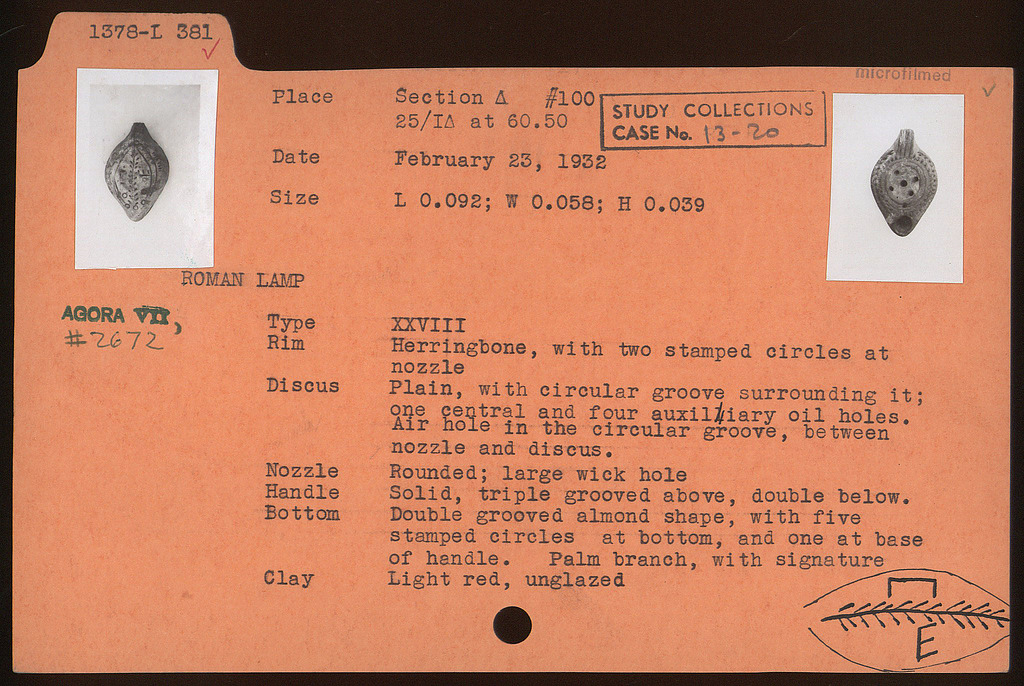 1378-L 381
microfilmed
Place Section Δ #100
25/ΙΔ at 60.50
STUDY COLLECTIONS
CASE No. 13-20
Date February 23, 1932
Size L 0.092; W 0.058; H 0.039
ROMAN LAMP
AGORA VII,
#2672
Type XXVIII
Rim Herringbone, with two stamped circles at
nozzle
Discus Plain, with circular groove surrounding it;
one central and four auxilliary oil holes.
Air hole in the circular groove, between
nozzle and discus.
Nozzle Rounded; large wick hole
Handle Solid, triple grooved above, double below.
Bottom Double grooved almond shape, with five
stamped circles at bottom, and one at base
of handle. Palm branch, with signature
Clay Light red, unglazed
Π
E